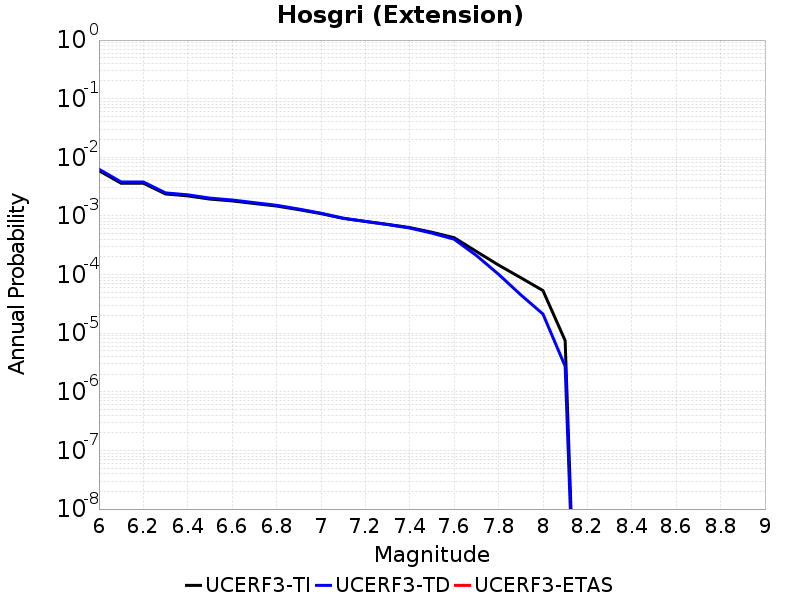 Hosgri (Extension)
10^0
10^-1
10^-2
10^-3
10^-4
10^-5
10^-6
10^-7
10^-8
Annual Probability
6 6.2 6.4 6.6 6.8 7 7.2 7.4 7.6 7.8 8 8.2 8.4 8.6 8.8 9
Magnitude
UCERF3-TI UCERF3-TD UCERF3-ETAS